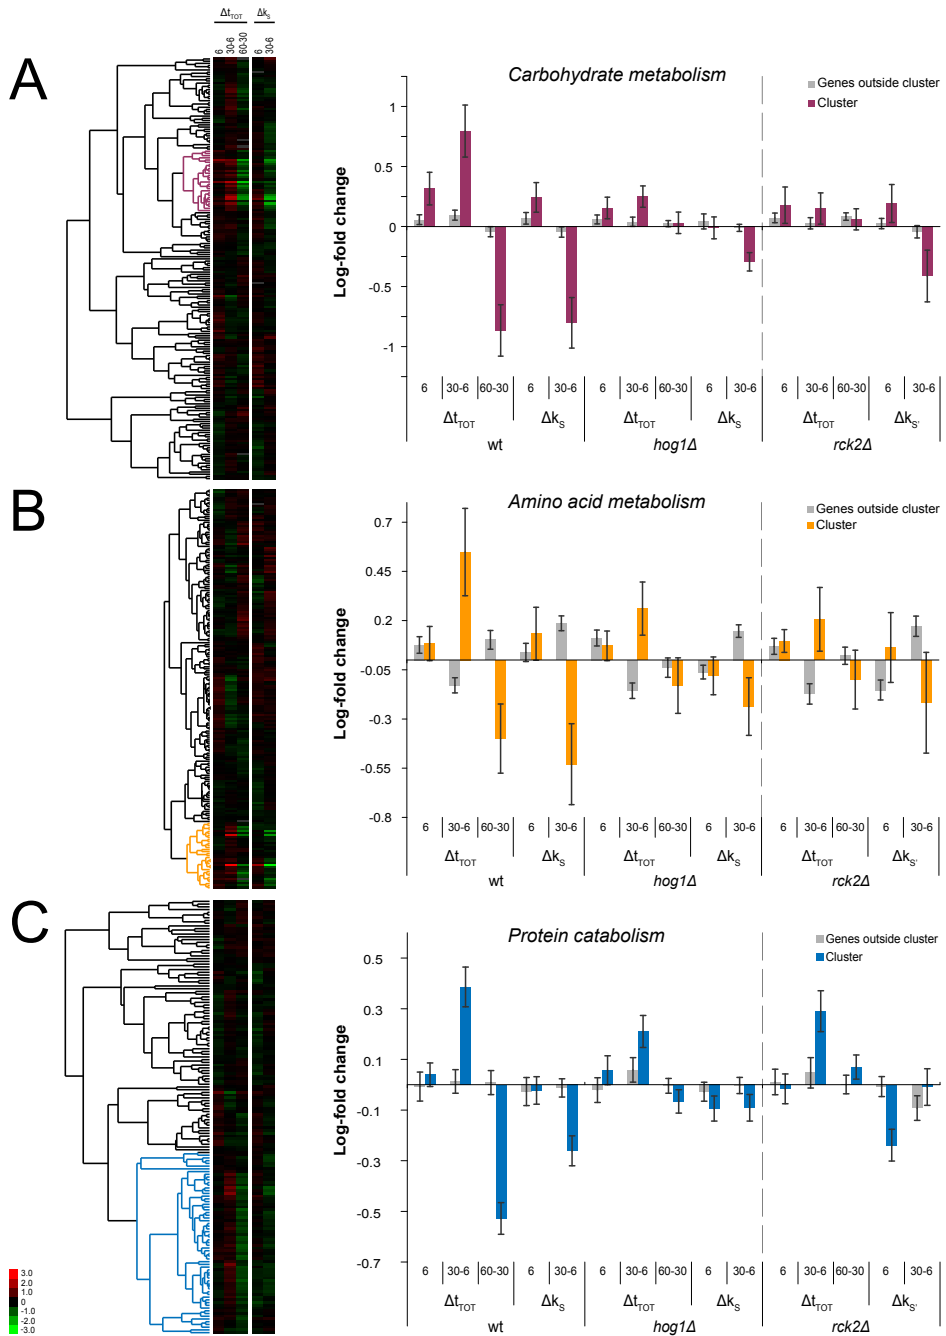 Δt_TOT Δk_S
6 30-6 60-30 6 30-6
A
Carbohydrate metabolism
Genes outside cluster
Cluster
Log-fold change
1
0.5
0
-0.5
-1
6 30-6 60-30 6 30-6 6 30-6 60-30 6 30-6 6 30-6 60-30 6 30-6
Δt_TOT Δk_S Δt_TOT Δk_S Δt_TOT Δk_S'
wt hog1Δ rck2Δ
B
Amino acid metabolism
Genes outside cluster
Cluster
Log-fold change
0.7
0.45
0.2
-0.05
-0.3
-0.55
-0.8
6 30-6 60-30 6 30-6 6 30-6 60-30 6 30-6 6 30-6 60-30 6 30-6
Δt_TOT Δk_S Δt_TOT Δk_S Δt_TOT Δk_S'
wt hog1Δ rck2Δ
C
Protein catabolism
Genes outside cluster
Cluster
Log-fold change
0.5
0.3
0.1
-0.1
-0.3
-0.5
-0.7
6 30-6 60-30 6 30-6 6 30-6 60-30 6 30-6 6 30-6 60-30 6 30-6
Δt_TOT Δk_S Δt_TOT Δk_S Δt_TOT Δk_S'
wt hog1Δ rck2Δ
3.0
2.0
1.0
0
-1.0
-2.0
-3.0